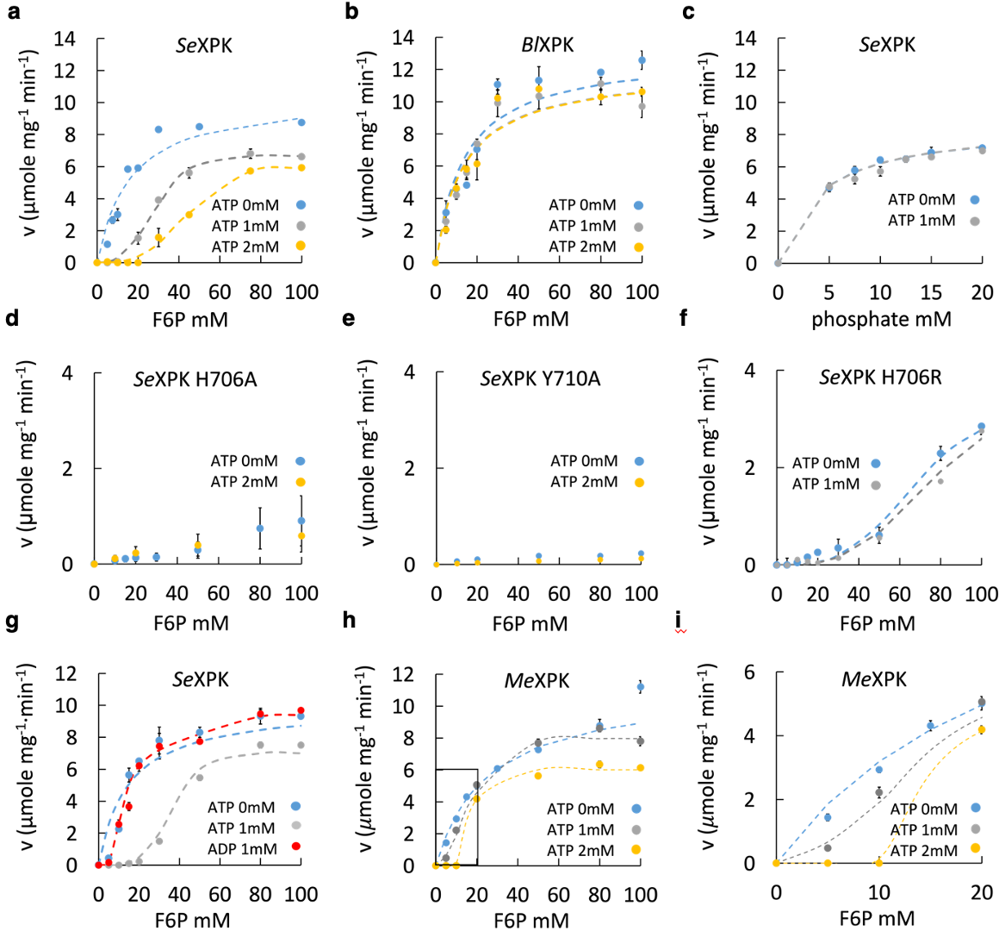 a
SeXPK
v (µmole mg-1 min-1)
14
12
10
8
6
4
2
0
ATP 0mM
ATP 1mM
ATP 2mM
0 20 40 60 80 100
F6P mM
b
BlXPK
v (µmole mg-1 min-1)
14
12
10
8
6
4
2
0
ATP 0mM
ATP 1mM
ATP 2mM
0 20 40 60 80 100
F6P mM
c
SeXPK
v (µmole mg-1 min-1)
14
12
10
8
6
4
2
0
ATP 0mM
ATP 1mM
0 5 10 15 20
phosphate mM
d
SeXPK H706A
v (µmole mg-1 min-1)
4
2
0
ATP 0mM
ATP 2mM
0 20 40 60 80 100
F6P mM
e
SeXPK Y710A
v (µmole mg-1 min-1)
4
2
0
ATP 0mM
ATP 2mM
0 20 40 60 80 100
F6P mM
f
SeXPK H706R
v (µmole mg-1 min-1)
4
2
0
ATP 0mM
ATP 1mM
0 20 40 60 80 100
F6P mM
g
SeXPK
v (µmole mg-1·min-1)
12
10
8
6
4
2
0
ATP 0mM
ATP 1mM
ADP 1mM
0 20 40 60 80 100
F6P mM
h
MeXPK
v (µmole mg-1 min-1)
12
10
8
6
4
2
0
ATP 0mM
ATP 1mM
ATP 2mM
0 20 40 60 80 100
F6P mM
i
MeXPK
v (µmole mg-1 min-1)
6
4
2
0
ATP 0mM
ATP 1mM
ATP 2mM
0 10 20
F6P mM